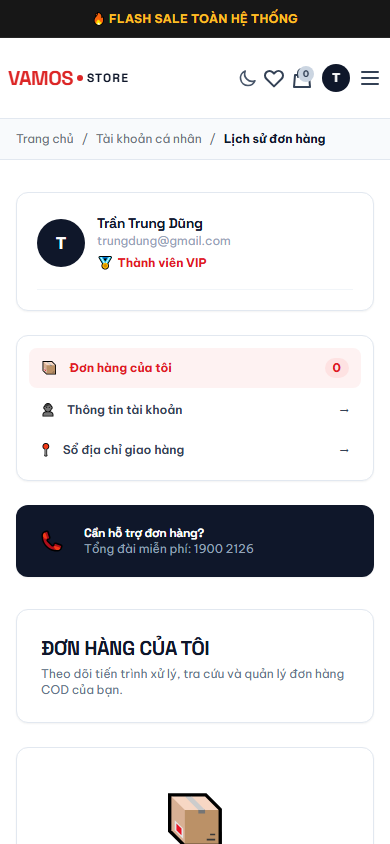 🔥 FLASH SALE TOÀN HỆ THỐNG
VAMOS • STORE
0
T
Trang chủ / Tài khoản cá nhân / Lịch sử đơn hàng
T
Trần Trung Dũng
trungdung@gmail.com
🏅 Thành viên VIP
Đơn hàng của tôi 0
Thông tin tài khoản →
Sổ địa chỉ giao hàng →
Cần hỗ trợ đơn hàng?
Tổng đài miễn phí: 1900 2126
ĐƠN HÀNG CỦA TÔI
Theo dõi tiến trình xử lý, tra cứu và quản lý đơn hàng
COD của bạn.